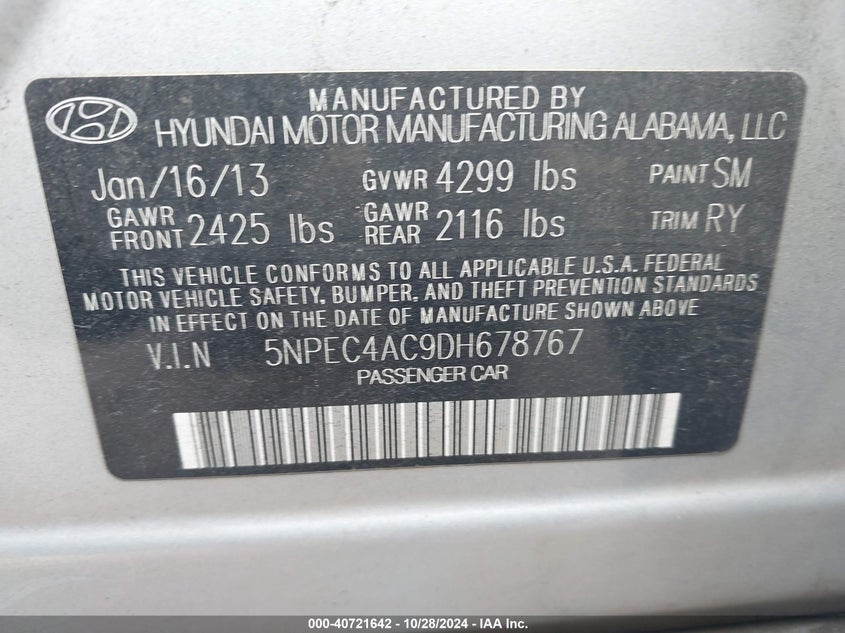 MANUFACTURED BY
HYUNDAI MOTOR MANUFACTURING ALABAMA, LLC
Jan/16/13 GVWR 4299 lbs PAINT SM
GAWR FRONT 2425 lbs GAWR REAR 2116 lbs TRIM RY
THIS VEHICLE CONFORMS TO ALL APPLICABLE U.S.A. FEDERAL
MOTOR VEHICLE SAFETY, BUMPER, AND THEFT PREVENTION STANDARDS
IN EFFECT ON THE DATE OF MANUFACTURE SHOWN ABOVE
V.I.N 5NPEC4AC9DH678767
PASSENGER CAR
000-40721642 - 10/28/2024 - IAA Inc.